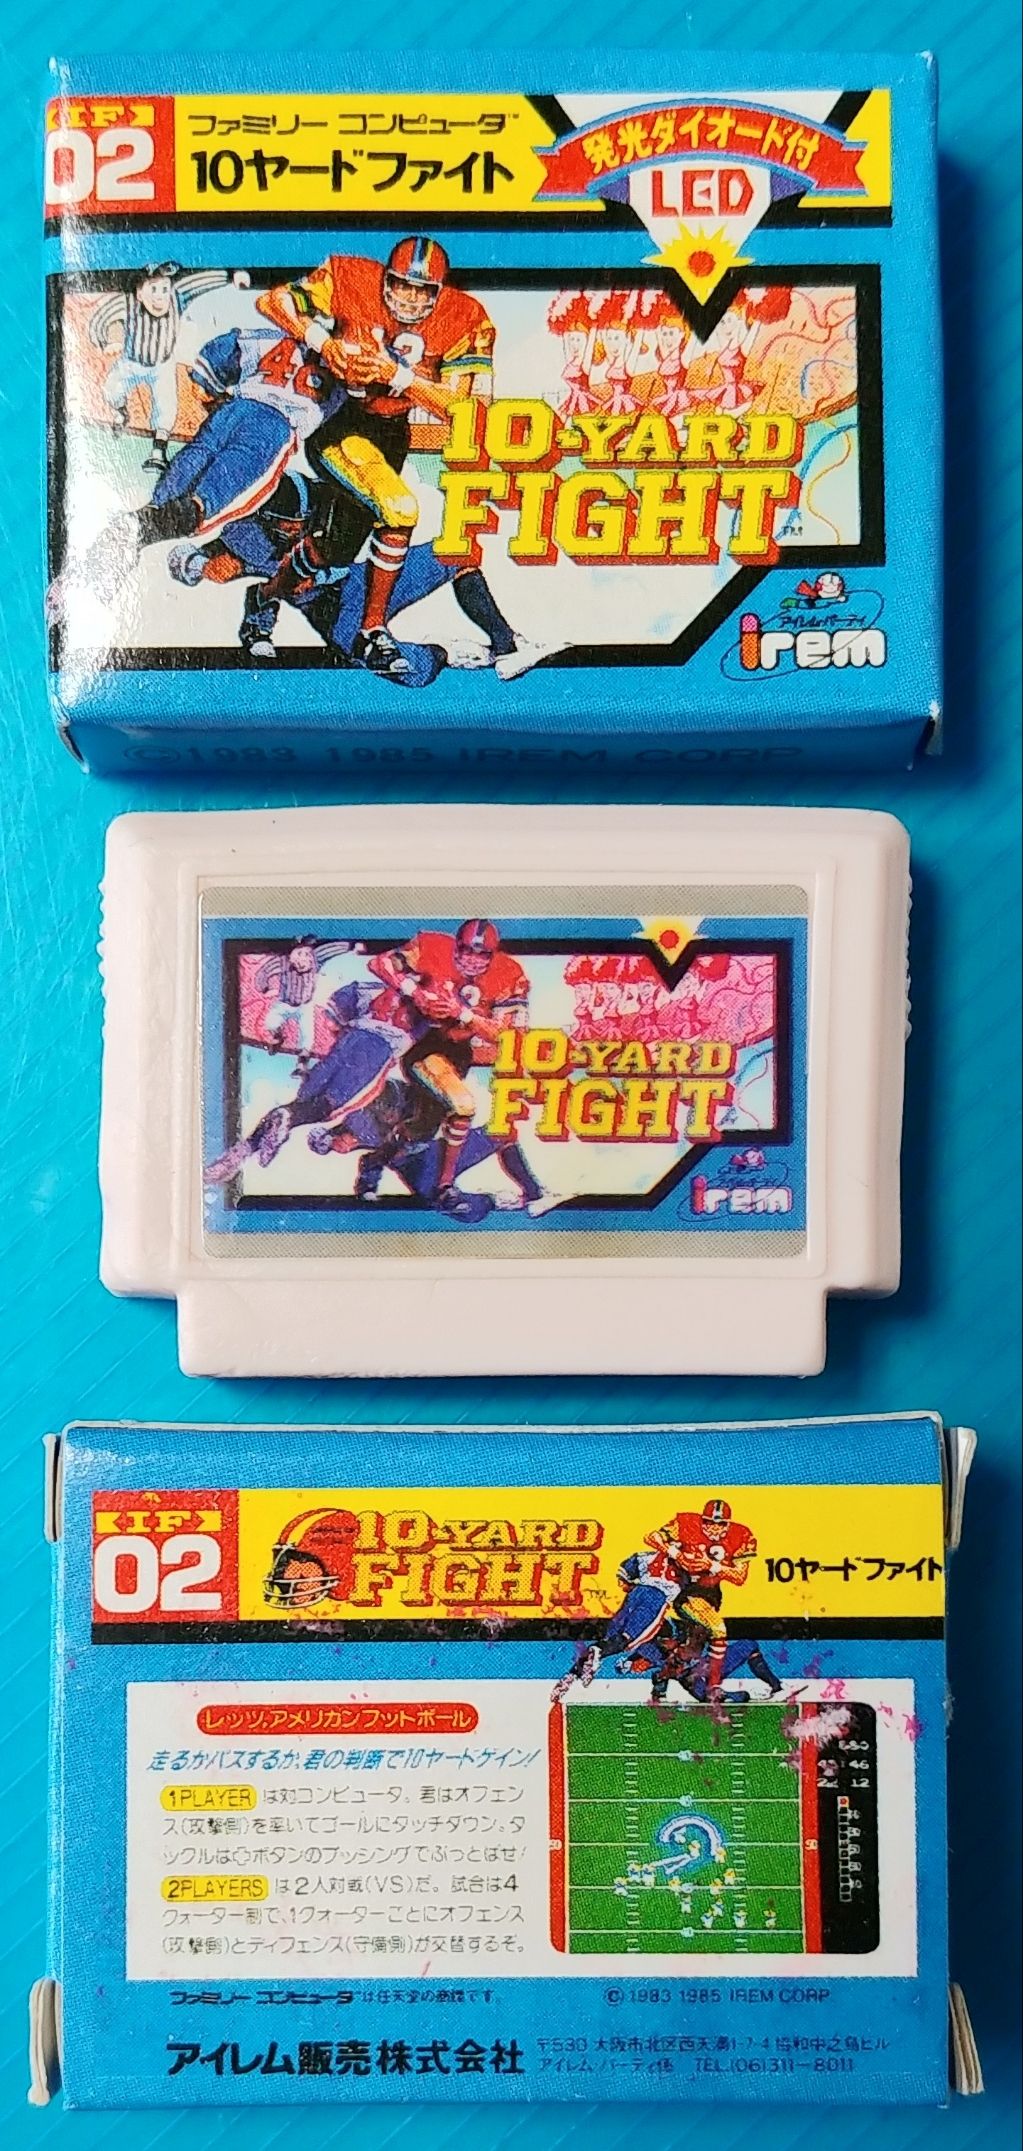 IF
02
ファミリー コンピュータ™
10ヤードファイト
発光ダイオード付
LED
10-YARD
FIGHT
™
アイレムパーティ
irem
©1983 1985 IREM CORP
10-YARD
FIGHT
irem
IF
02
10-YARD
FIGHT
™
10ヤードファイト
レッツ,アメリカンフットボール
走るかパスするか,君の判断で10ヤードゲイン!
1PLAYER は対コンピュータ。君はオフェン
ス(攻撃側)を率いてゴールにタッチダウン。タ
ックルは✚ボタンのプッシングでぶっとばせ!
2PLAYERS は2人対戦(VS)だ。試合は4
クォーター制で、1クォーターごとにオフェンス
(攻撃側)とディフェンス(守備側)が交替するぞ。
50
50
ファミリー コンピュータは任天堂の商標です。
©1983 1985 IREM CORP.
アイレム販売株式会社
〒530 大阪市北区西天満1-7-4 協和中之島ビル
アイレム・パーティ係 TEL.(06)311-8011